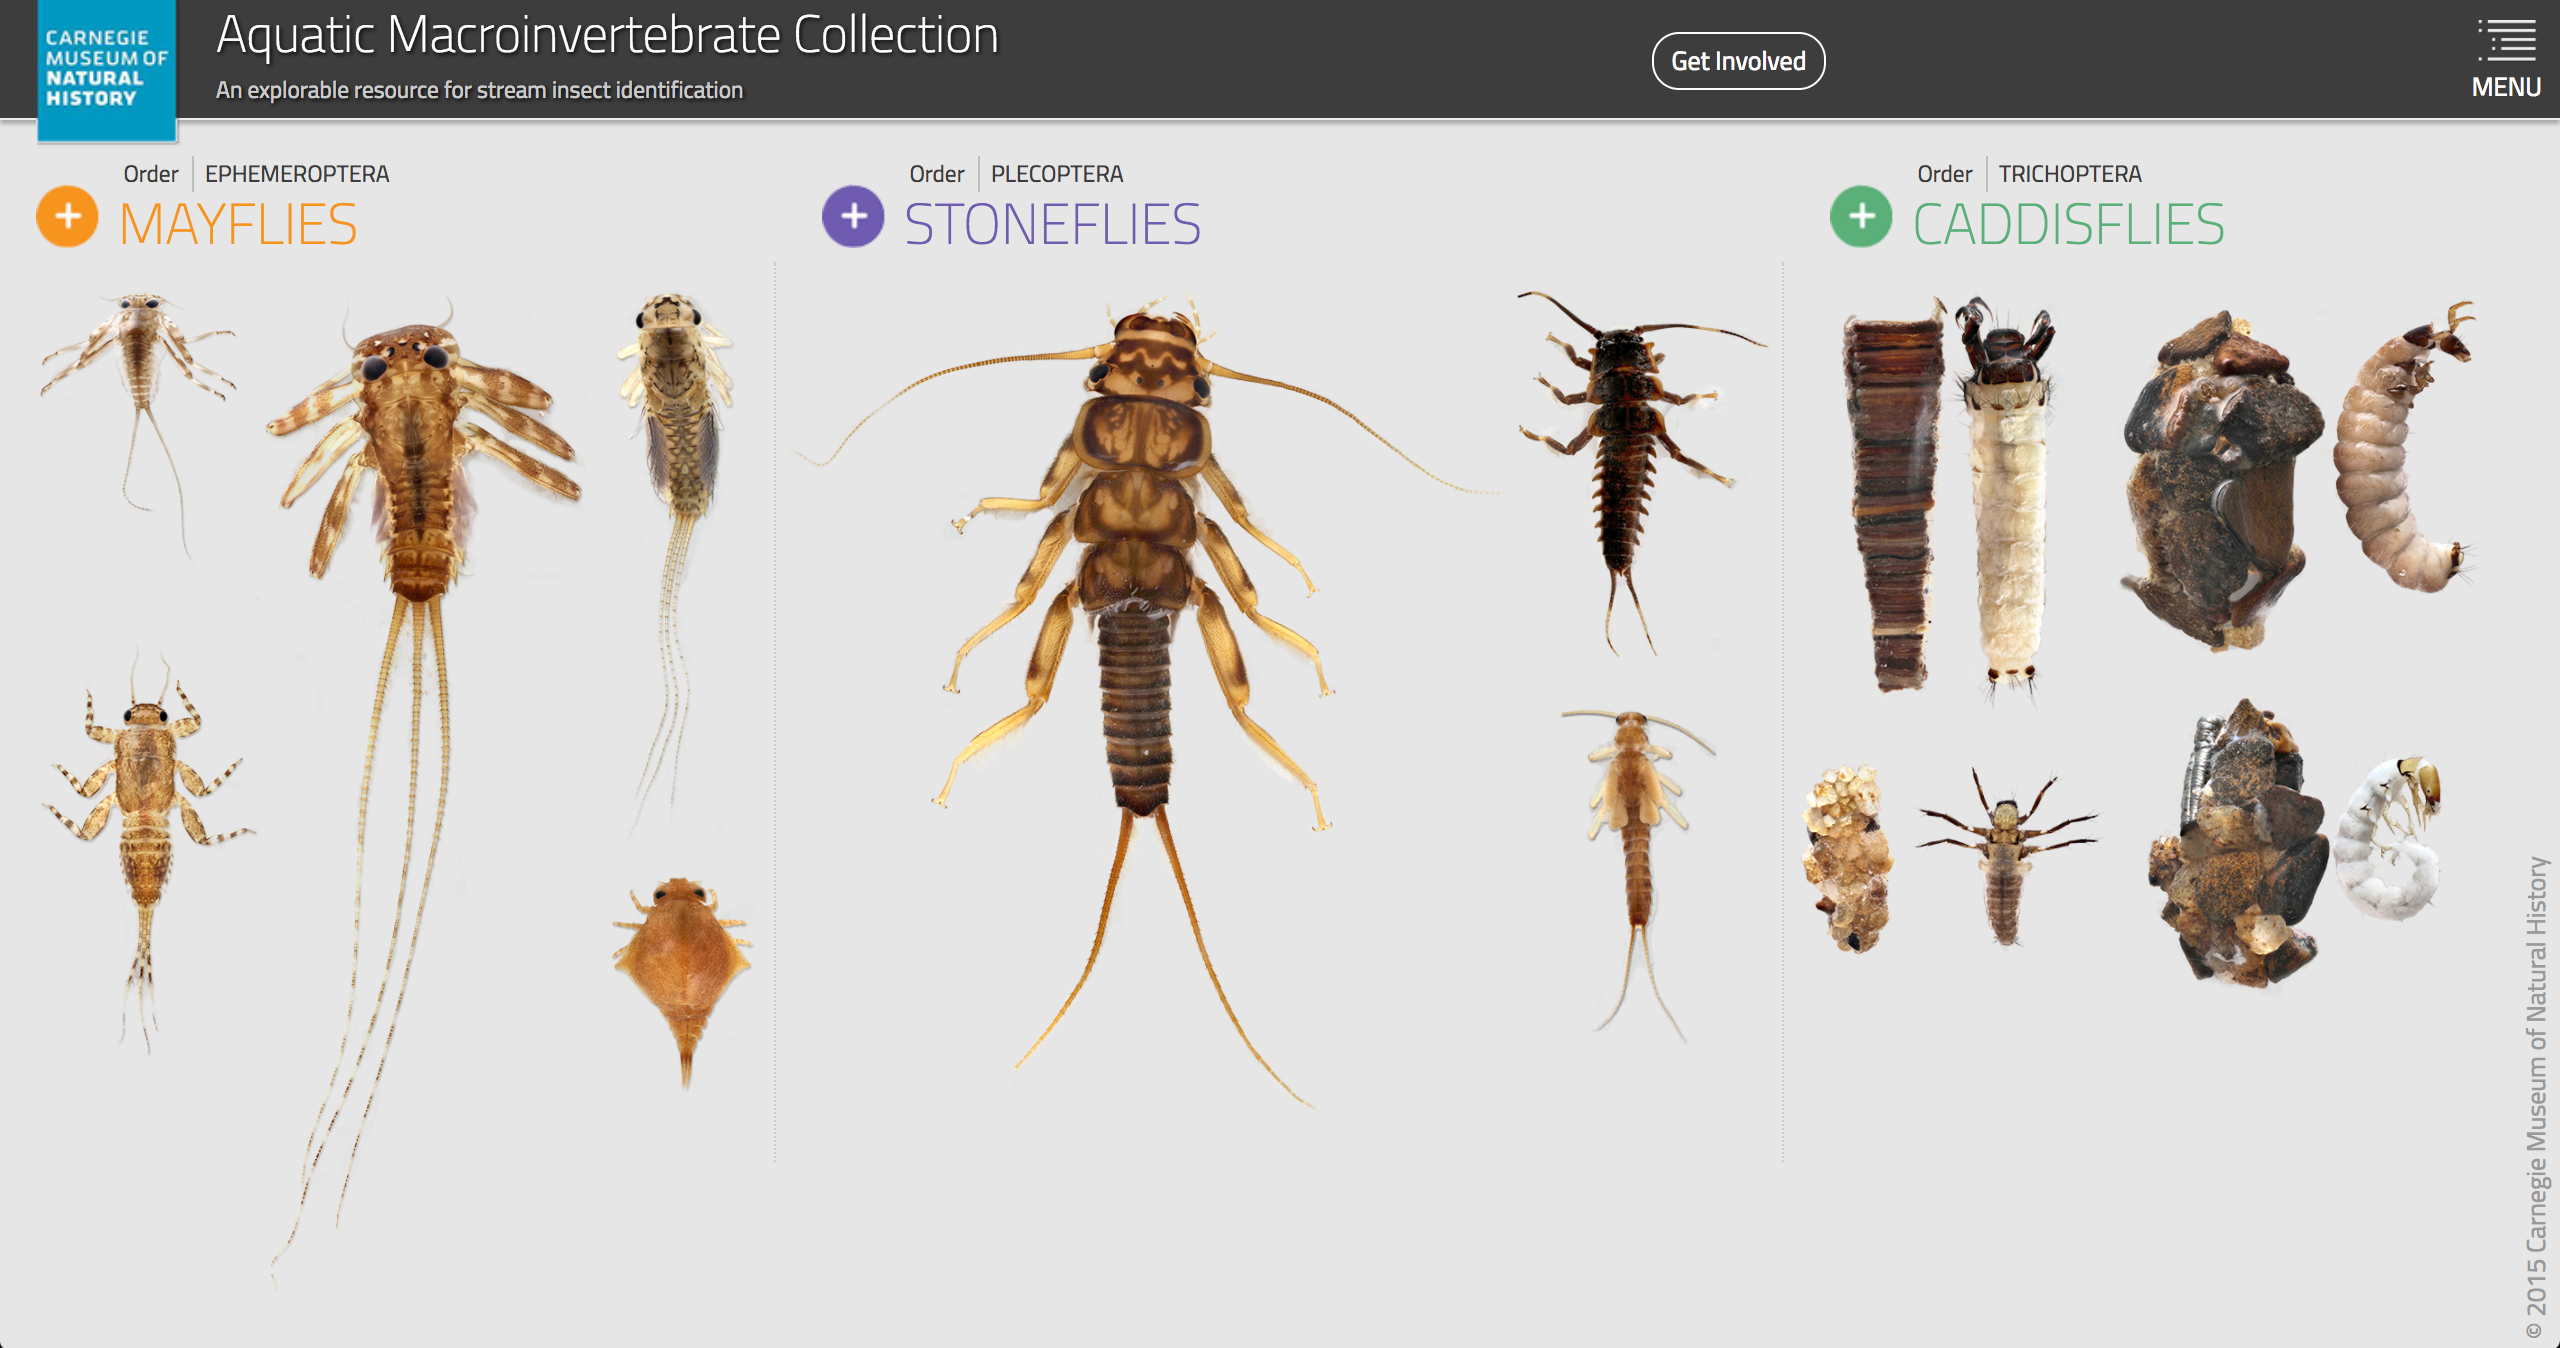 CARNEGIE
MUSEUM OF
NATURAL
HISTORY
Aquatic Macroinvertebrate Collection
An explorable resource for stream insect identification
Get Involved
MENU
Order | EPHEMEROPTERA
+ MAYFLIES
Order | PLECOPTERA
+ STONEFLIES
Order | TRICHOPTERA
+ CADDISFLIES
© 2015 Carnegie Museum of Natural History